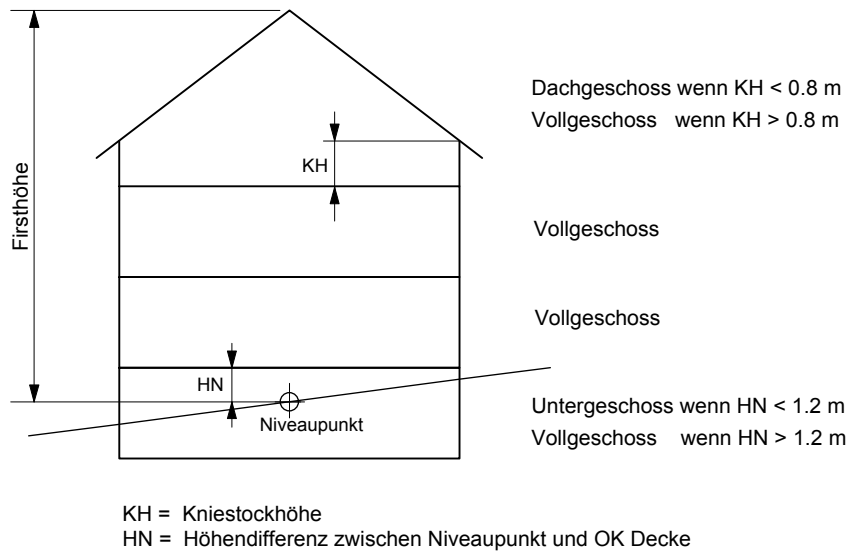 Dachgeschoss wenn KH < 0.8 m
Vollgeschoss wenn KH > 0.8 m
KH
Firsthöhe
Vollgeschoss
Vollgeschoss
HN
Niveaupunkt
Untergeschoss wenn HN < 1.2 m
Vollgeschoss wenn HN > 1.2 m
KH = Kniestockhöhe
HN = Höhendifferenz zwischen Niveaupunkt und OK Decke